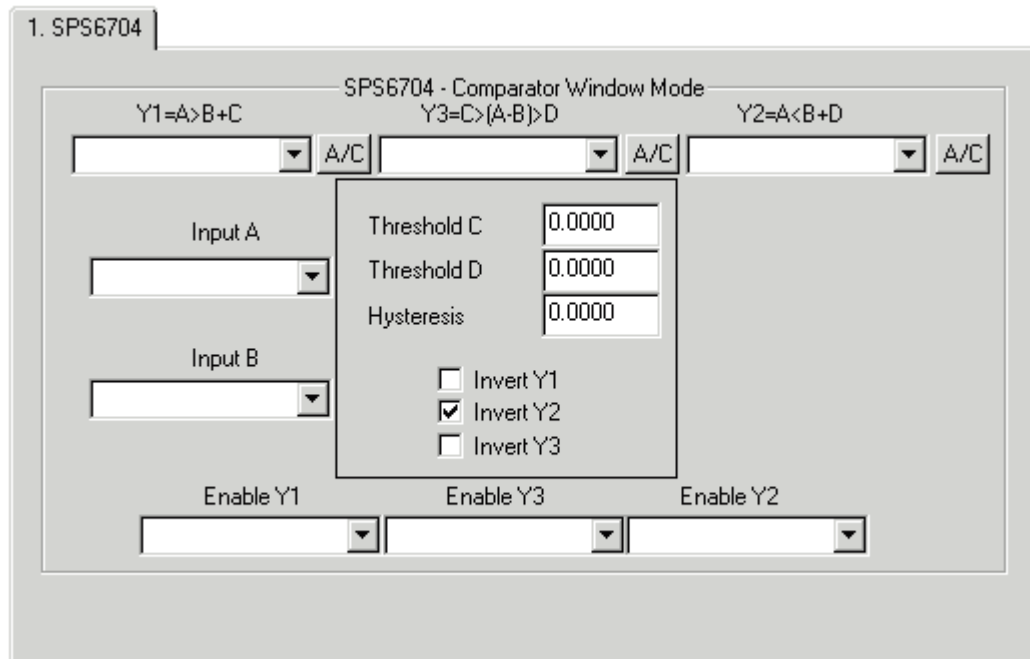 1. SPS6704
SPS6704 - Comparator Window Mode
Y1=A>B+C Y3=C>(A-B)>D Y2=A<B+D
A/C A/C A/C
Input A
Threshold C 0.0000
Threshold D 0.0000
Hysteresis 0.0000
Input B
Invert Y1
Invert Y2
Invert Y3
Enable Y1 Enable Y3 Enable Y2